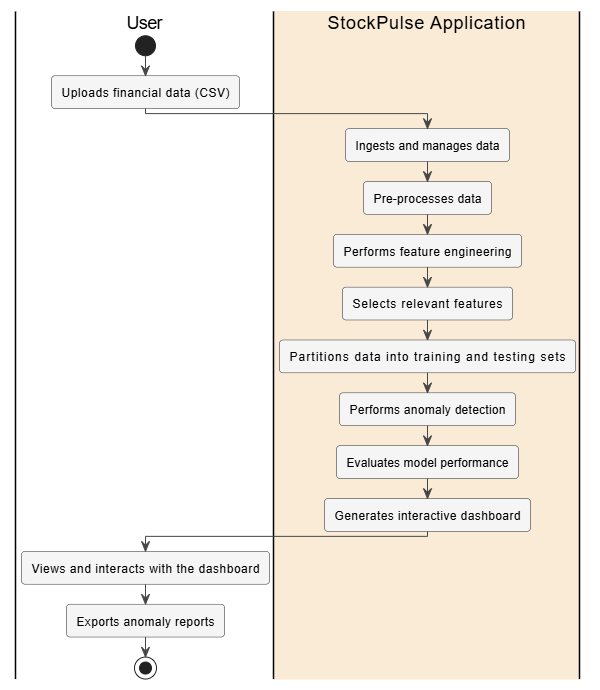 User
StockPulse Application
Uploads financial data (CSV)
Ingests and manages data
Pre-processes data
Performs feature engineering
Selects relevant features
Partitions data into training and testing sets
Performs anomaly detection
Evaluates model performance
Generates interactive dashboard
Views and interacts with the dashboard
Exports anomaly reports